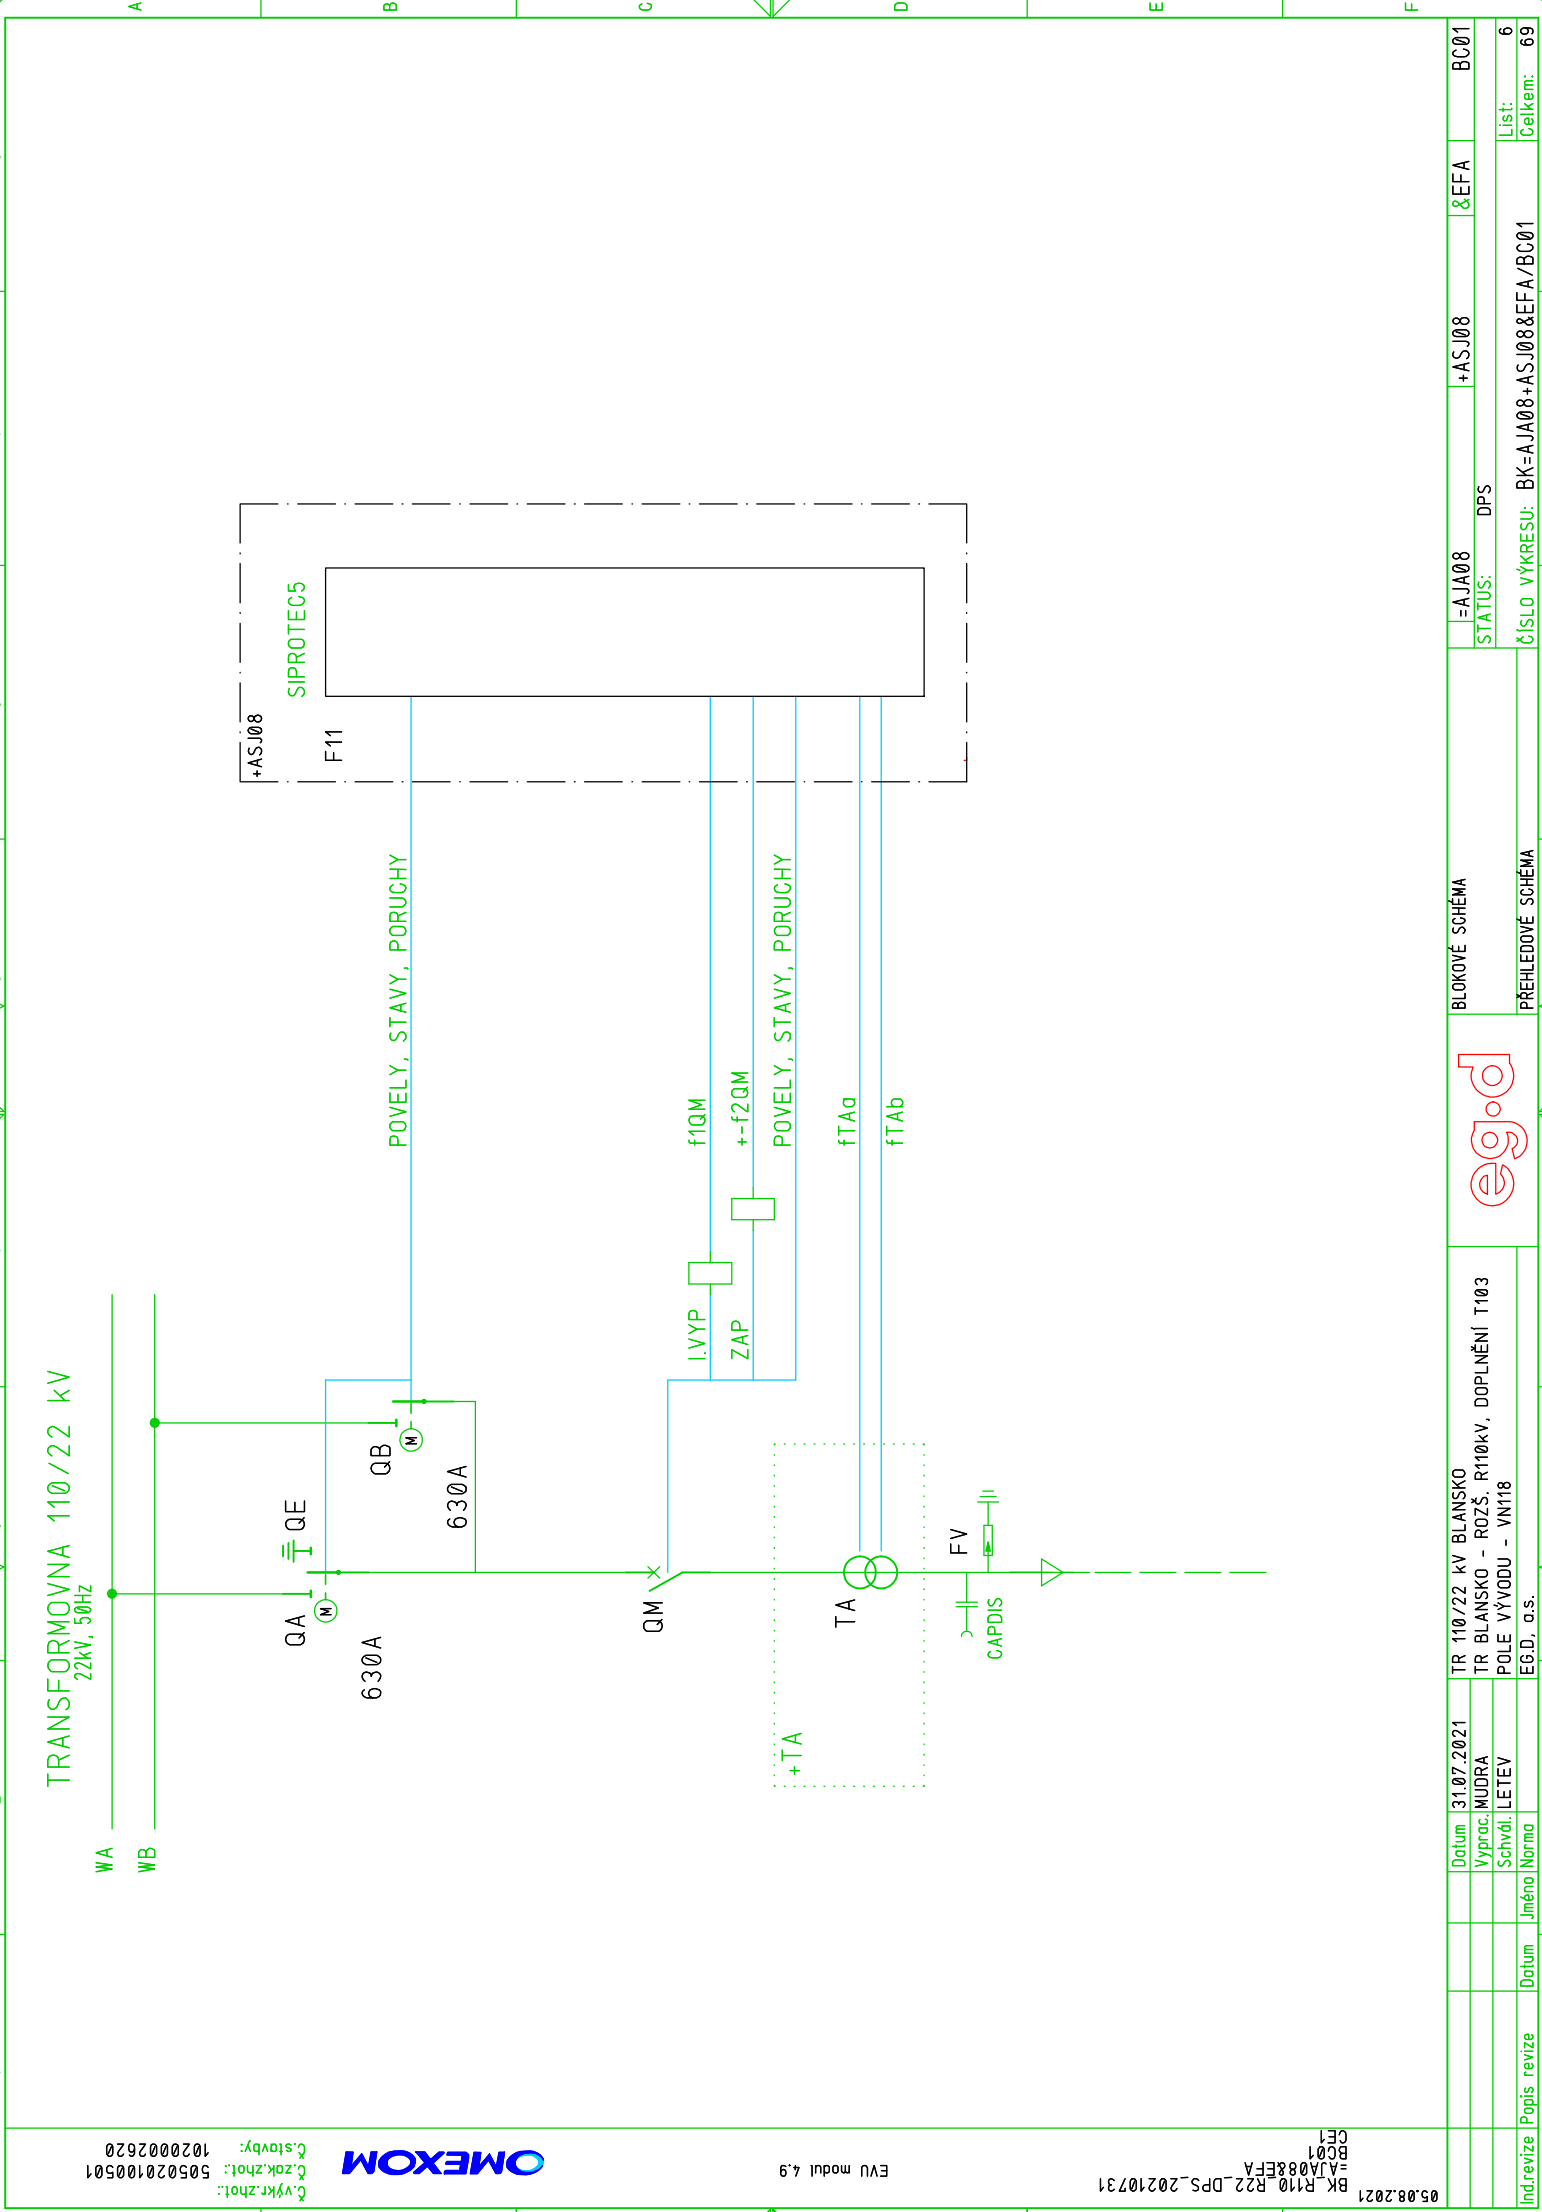 A
B
C
D
E
F
TRANSFORMOVNA 110/22 kV
22kV, 50Hz
WA
WB
QA
QE
630A
QB
630A
POVELY, STAVY, PORUCHY
+ASJ08
SIPROTEC5
F11
M
M
QM
I.VYP
f1QM
ZAP
+-f2QM
POVELY, STAVY, PORUCHY
+TA
TA
fTAa
fTAb
FV
CAPDIS
Č.výkr.zhot.:
Č.zak.zhot.: 505020100501
Č.stavby: 1020002620
OMEXOM
EVU modul 4.9
BK_R110_R22_DPS_20210731
=AJA08&EFA
BC01
CE1
05.08.2021
Ind.revize
Popis revize
Datum
Jméno
Datum 31.07.2021
Vyprac. MUDRA
Schvál. LETEV
Norma
TR 110/22 kV BLANSKO
TR BLANSKO - ROZŠ. R110kV, DOPLNĚNÍ T103
POLE VÝVODU - VN118
EG.D, a.s.
eg.d
BLOKOVÉ SCHÉMA
PŘEHLEDOVÉ SCHÉMA
=AJA08
+ASJ08
&EFA
BC01
STATUS: DPS
ČÍSLO VÝKRESU: BK=AJA08+ASJ08&EFA/BC01
List: 6
Celkem: 69